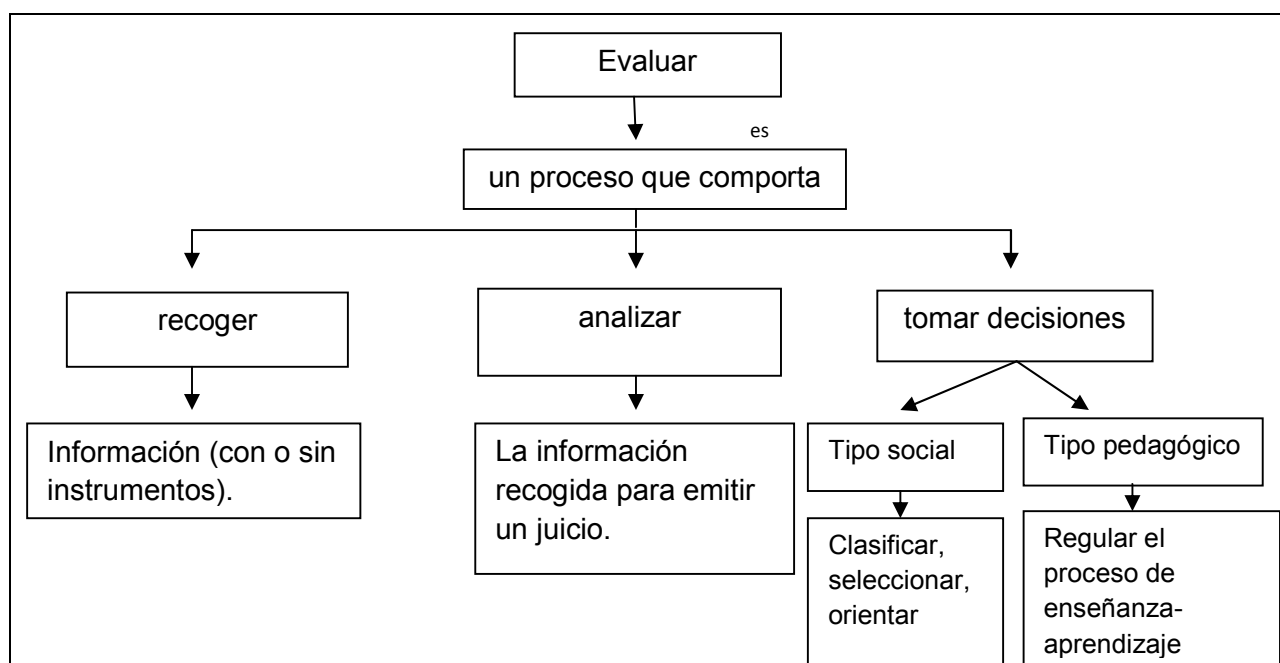 Evaluar
es
un proceso que comporta
recoger
analizar
tomar decisiones
Información (con o sin
instrumentos).
La información
recogida para emitir
un juicio.
Tipo social
Tipo pedagógico
Clasificar,
seleccionar,
orientar
Regular el
proceso de
enseñanza-
aprendizaje